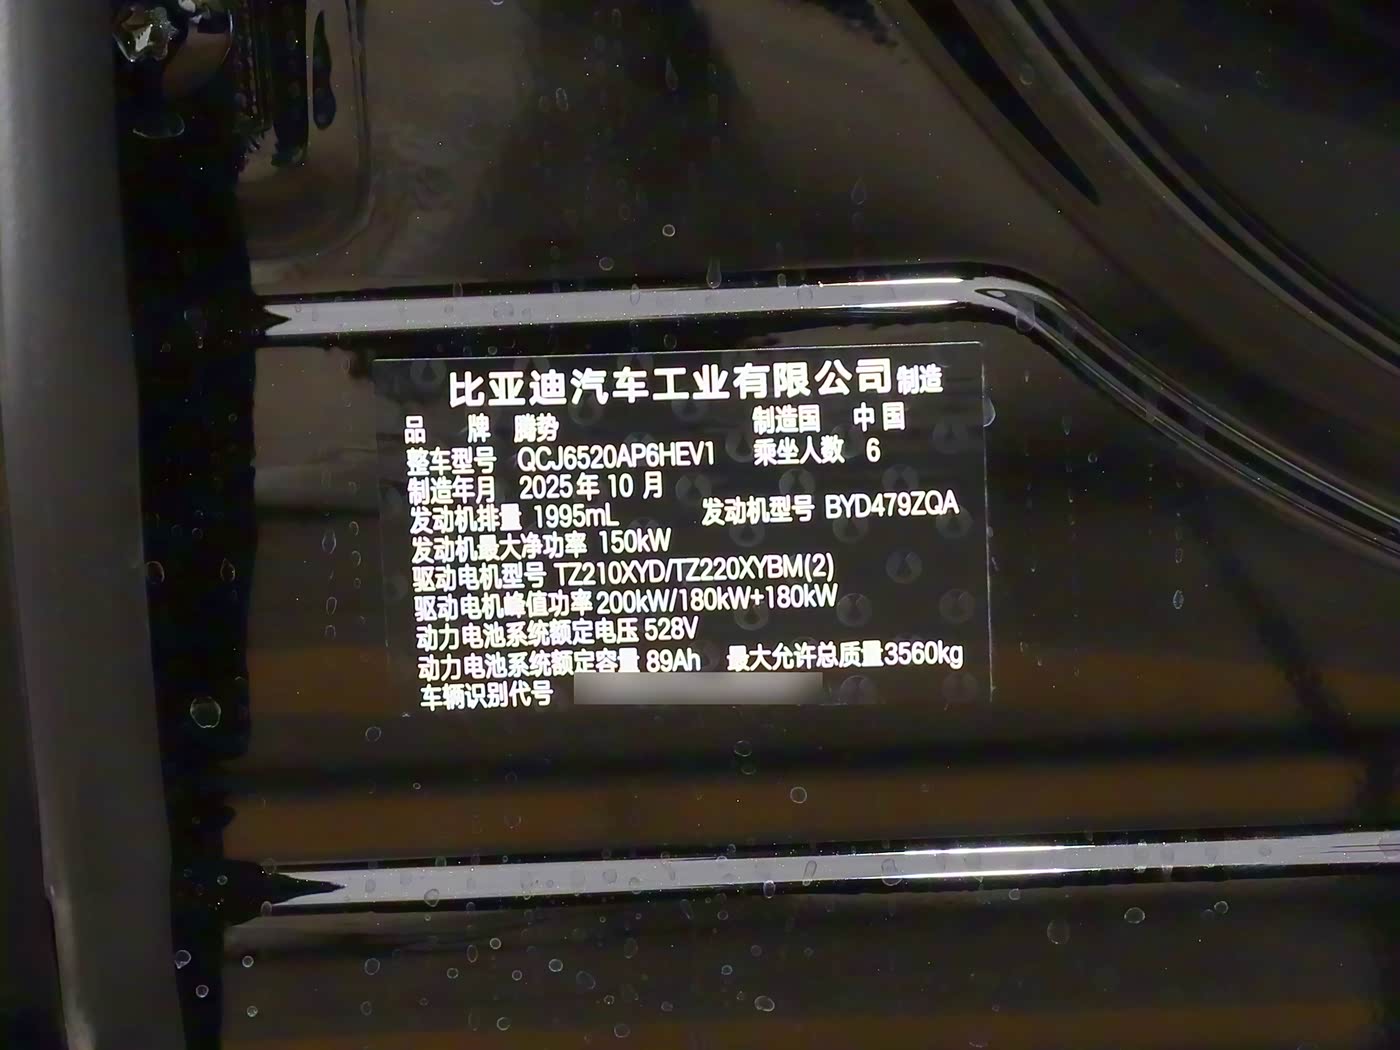 比亚迪汽车工业有限公司制造
品 牌 腾势 制造国 中国
整车型号 QCJ6520AP6HEV1 乘坐人数 6
制造年月 2025年 10 月
发动机排量 1995mL 发动机型号 BYD479ZQA
发动机最大净功率 150kW
驱动电机型号 TZ210XYD/TZ220XYBM(2)
驱动电机峰值功率 200kW/180kW+180kW
动力电池系统额定电压 528V
动力电池系统额定容量 89Ah 最大允许总质量3560kg
车辆识别代号